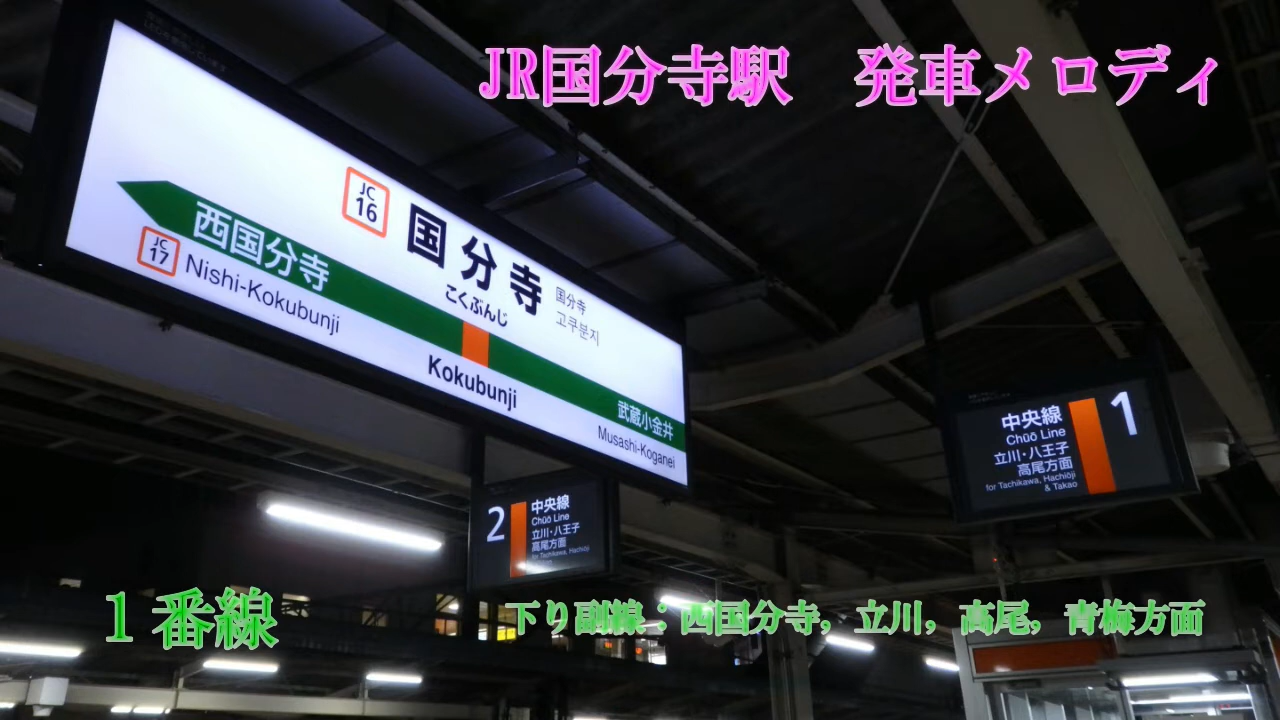 JR国分寺駅　発車メロディ
JC
16
国分寺
こくぶんじ
国分寺
고쿠분지
西国分寺
JC
17
Nishi-Kokubunji
Kokubunji
武蔵小金井
Musashi-Koganei
1
中央線
Chūō Line
立川・八王子
高尾方面
for Tachikawa, Hachiōji
& Takao
2
中央線
Chūō Line
立川・八王子
高尾方面
for Tachikawa, Hachiōji
１番線
下り副線：西国分寺，立川，高尾，青梅方面